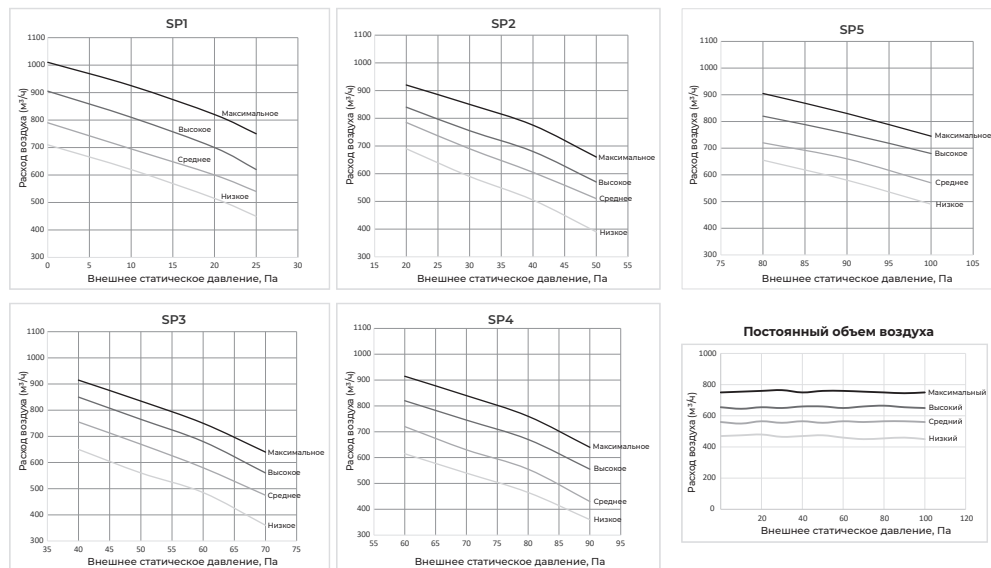 SP1
1100
1000
900
800
700
600
500
400
300
0
5
10
15
20
25
30
Расход воздуха (м³/ч)
Внешнее статическое давление, Па
Максимальное
Высокое
Среднее
Низкое
SP2
1100
1000
900
800
700
600
500
400
300
15
20
25
30
35
40
45
50
55
Расход воздуха (м³/ч)
Внешнее статическое давление, Па
Максимальное
Высокое
Среднее
Низкое
SP5
1100
1000
900
800
700
600
500
400
300
75
80
85
90
95
100
105
Расход воздуха (м³/ч)
Внешнее статическое давление, Па
Максимальное
Высокое
Среднее
Низкое
SP3
1100
1000
900
800
700
600
500
400
300
35
40
45
50
55
60
65
70
75
Расход воздуха (м³/ч)
Внешнее статическое давление, Па
Максимальное
Высокое
Среднее
Низкое
SP4
1100
1000
900
800
700
600
500
400
300
55
60
65
70
75
80
85
90
95
Расход воздуха (м³/ч)
Внешнее статическое давление, Па
Максимальное
Высокое
Среднее
Низкое
Постоянный объем воздуха
1000
800
600
400
200
0
20
40
60
80
100
120
Расход воздуха (м³/ч)
Внешнее статическое давление, Па
Максимальный
Высокий
Средний
Низкий